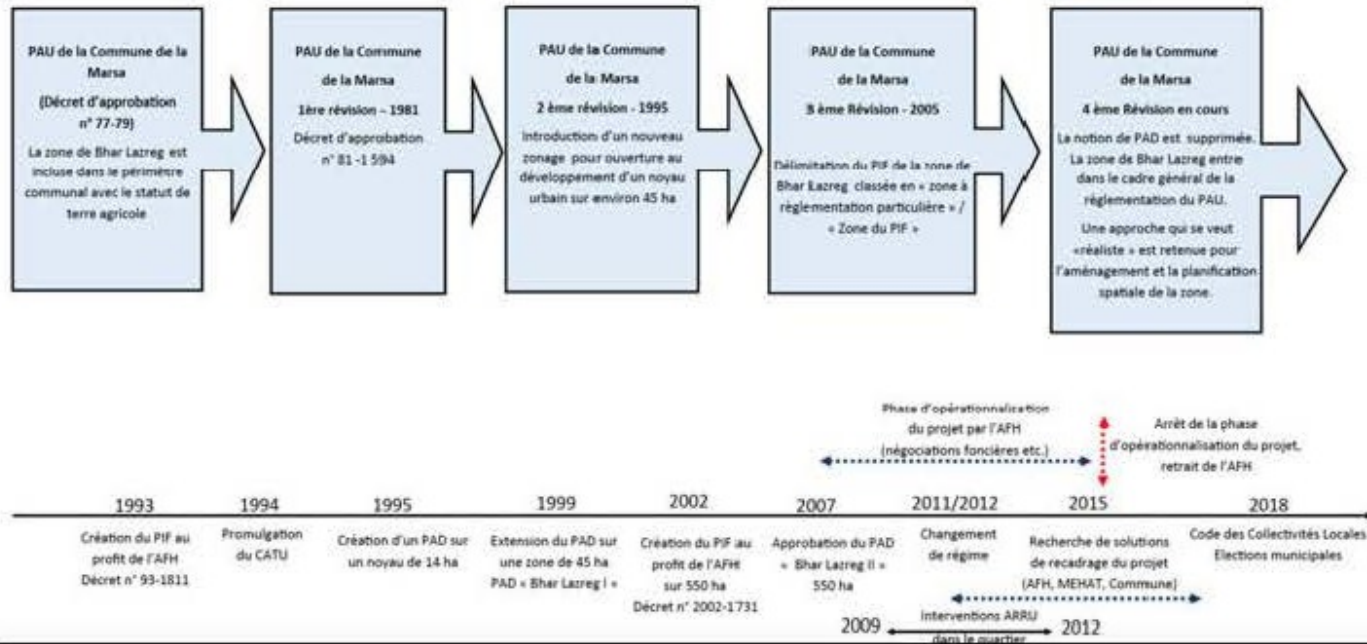 PAU de la Commune de la
Marsa
(Décret d'approbation
n° 77-79)
La zone de Bhar Lazreg est
incluse dans le périmètre
communal avec le statut de
terre agricole
PAU de la Commune
de la Marsa
1ère révision – 1981
Décret d'approbation
n° 81 -1 594
PAU de la Commune
de la Marsa
2 ème révision - 1995
Introduction d'un nouveau
zonage pour ouverture au
développement d'un noyau
urbain sur environ 45 ha
PAU de la Commune
de la Marsa
3 ème Révision - 2005
Délimitation du PIF de la zone de
Bhar Lazreg classée en « zone à
règlementation particulière » /
« Zone du PIF »
PAU de la Commune
de la Marsa
4 ème Révision en cours
La notion de PAD est supprimée.
La zone de Bhar Lazreg entre
dans le cadre général de la
règlementation du PAU.
Une approche qui se veut
«réaliste » est retenue pour
l'aménagement et la planification
spatiale de la zone.
Phase d'opérationnalisation
du projet par l'AFH
(négociations foncières etc.)
Arrêt de la phase
d'opérationnalisation du projet,
retrait de l'AFH
1993
Création du PIF au
profit de l'AFH
Décret n° 93-1811
1994
Promulgation
du CATU
1995
Création d'un PAD sur
un noyau de 14 ha
1999
Extension du PAD sur
une zone de 45 ha
PAD « Bhar Lazreg I »
2002
Création du PIF au
profit de l'AFH
sur 550 ha
Décret n° 2002-1731
2007
Approbation du PAD
« Bhar Lazreg II »
550 ha
2011/2012
Changement
de régime
2015
Recherche de solutions
de recadrage du projet
(AFH, MEHAT, Commune)
2018
Code des Collectivités Locales
Elections municipales
2009
Interventions ARRU
dans le quartier
2012